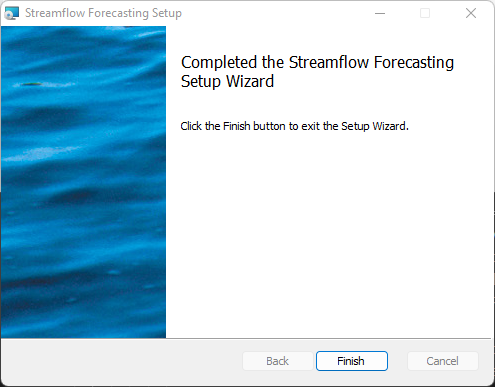 Streamflow Forecasting Setup
Completed the Streamflow Forecasting
Setup Wizard
Click the Finish button to exit the Setup Wizard.
Back
Finish
Cancel